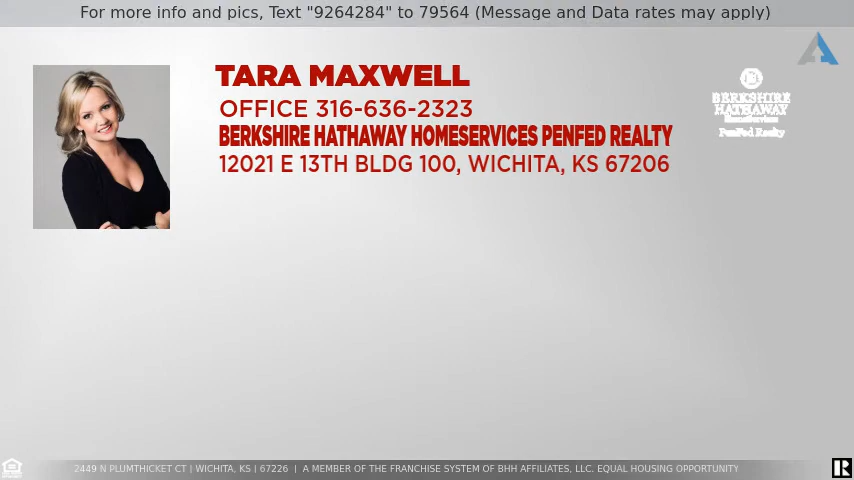 For more info and pics, Text "9264284" to 79564 (Message and Data rates may apply)
TARA MAXWELL
OFFICE 316-636-2323
BERKSHIRE HATHAWAY HOMESERVICES PENFED REALTY
12021 E 13TH BLDG 100, WICHITA, KS 67206
BERKSHIRE
HATHAWAY
HomeServices
PenFed Realty
2449 N PLUMTHICKET CT | WICHITA, KS | 67226 | A MEMBER OF THE FRANCHISE SYSTEM OF BHH AFFILIATES, LLC. EQUAL HOUSING OPPORTUNITY